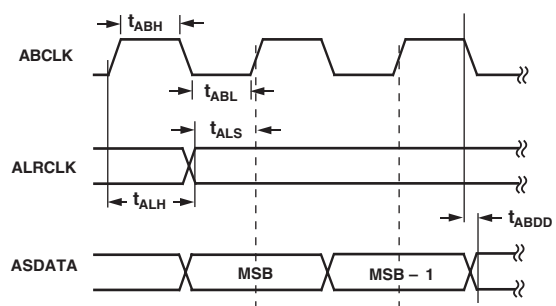 tABH
ABCLK
tABL
tALS
ALRCLK
tALH
tABDD
ASDATA
MSB
MSB – 1